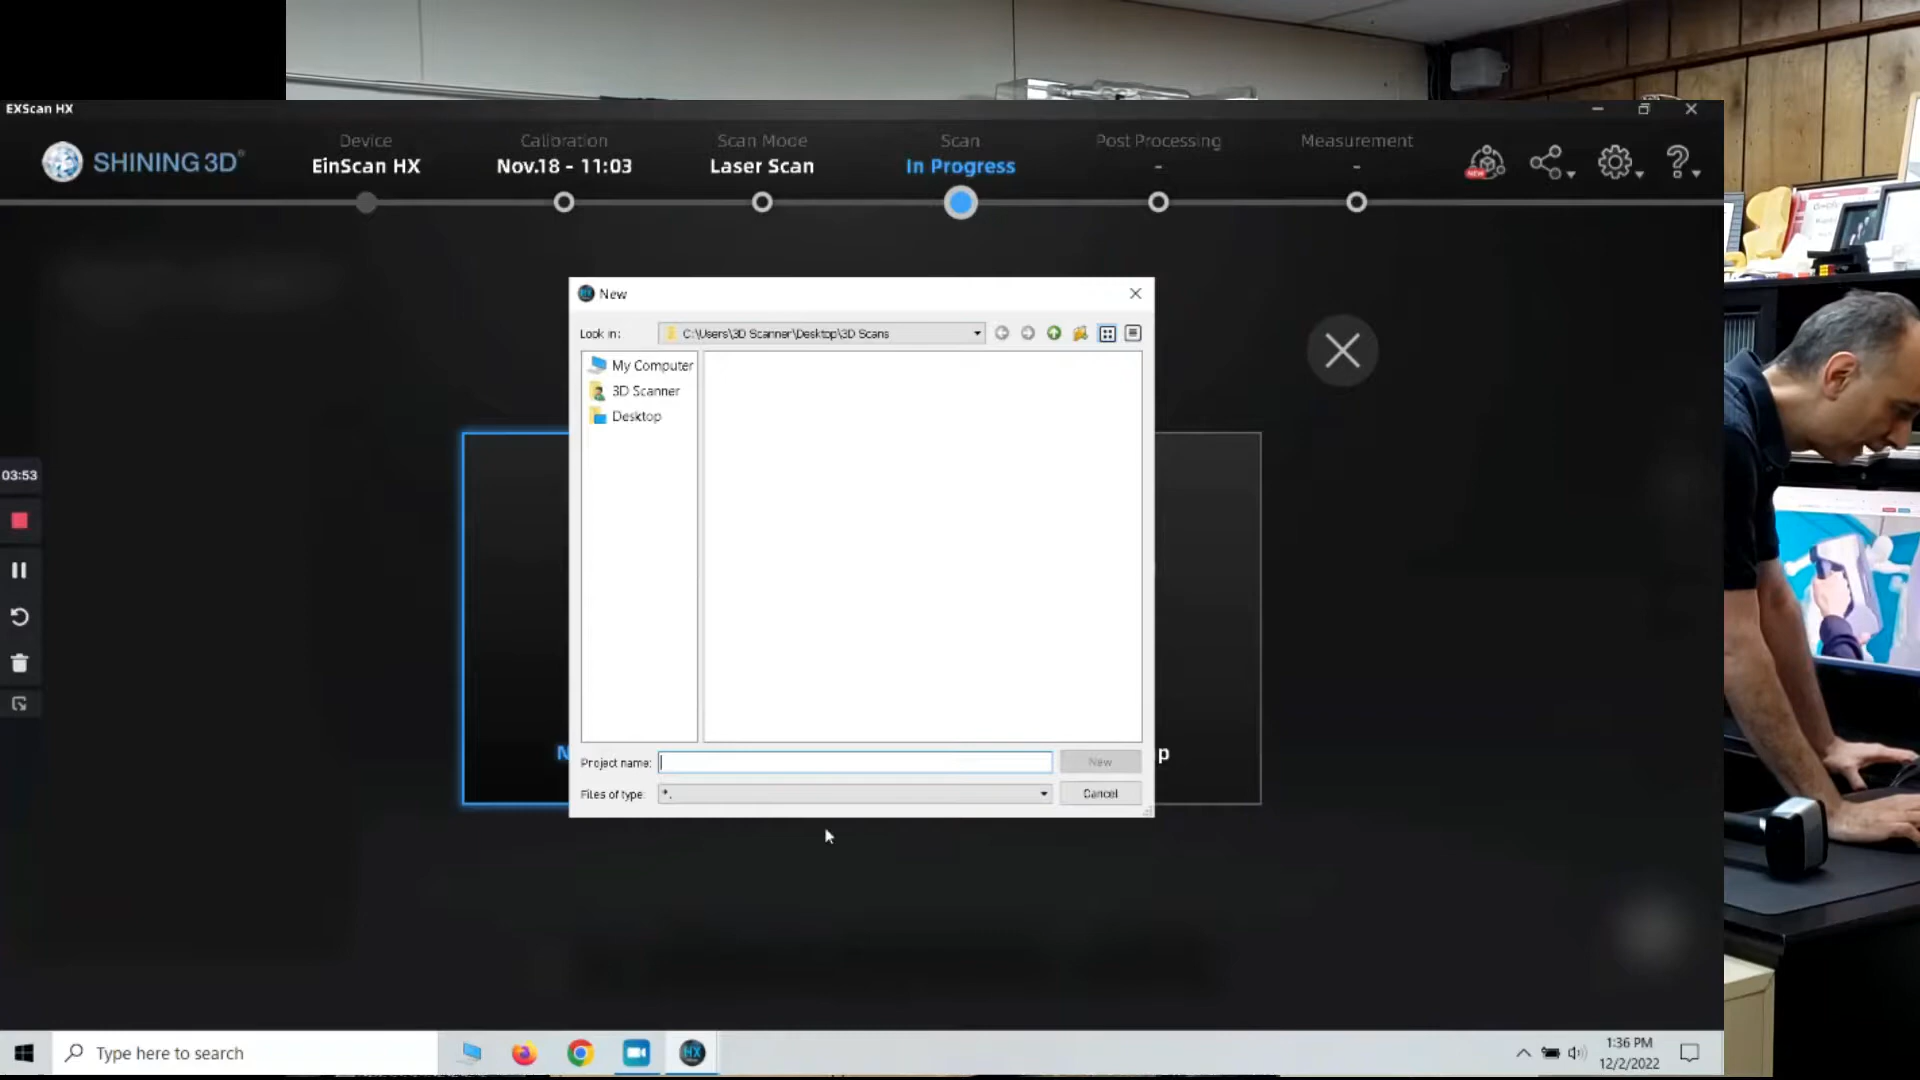 EXScan HX
SHINING 3D®
Device
EinScan HX
Calibration
Nov.18 - 11:03
Scan Mode
Laser Scan
Scan
In Progress
Post Processing
-
Measurement
-
NEW
New
Look in:
C:\Users\3D Scanner\Desktop\3D Scans
My Computer
3D Scanner
Desktop
03:53
N
p
Project name:
New
Files of type:
*.
Cancel
Type here to search
HX
1:36 PM
12/2/2022